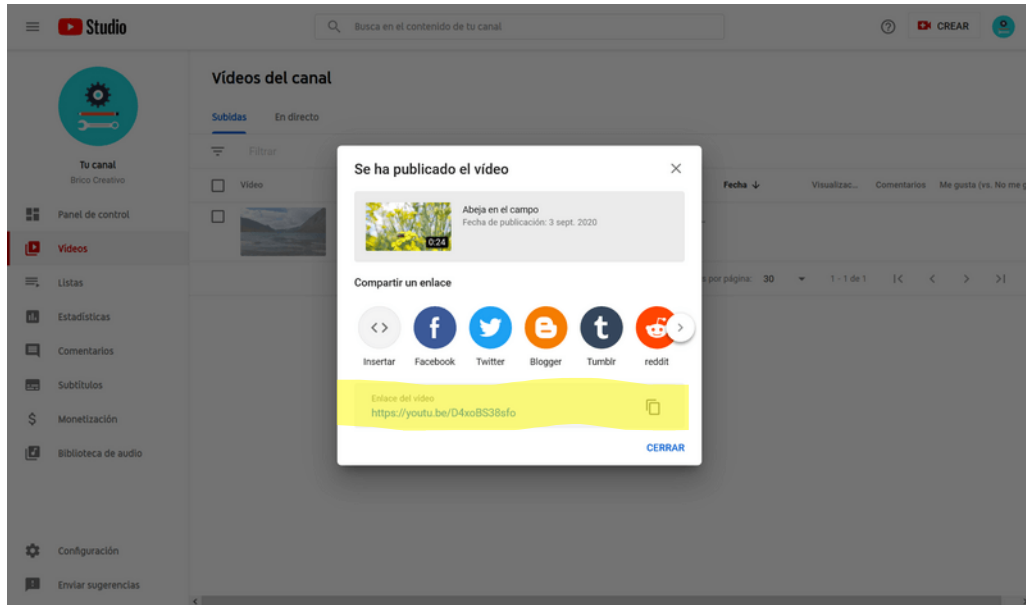 Studio
Busca en el contenido de tu canal
CREAR
Tu canal
Brico Creativo
Panel de control
Vídeos
Listas
Estadísticas
Comentarios
Subtítulos
Monetización
Biblioteca de audio
Configuración
Enviar sugerencias
Vídeos del canal
Subidas En directo
Filtrar
Vídeo Fecha Visualizac... Comentarios Me gusta (vs. No me g
por página: 30 1 - 1 de 1
Se ha publicado el vídeo
Abeja en el campo
Fecha de publicación: 3 sept. 2020
0:24
Compartir un enlace
f t
Insertar Facebook Twitter Blogger Tumblr reddit
Enlace del vídeo
https://youtu.be/D4xoBS38sfo
CERRAR